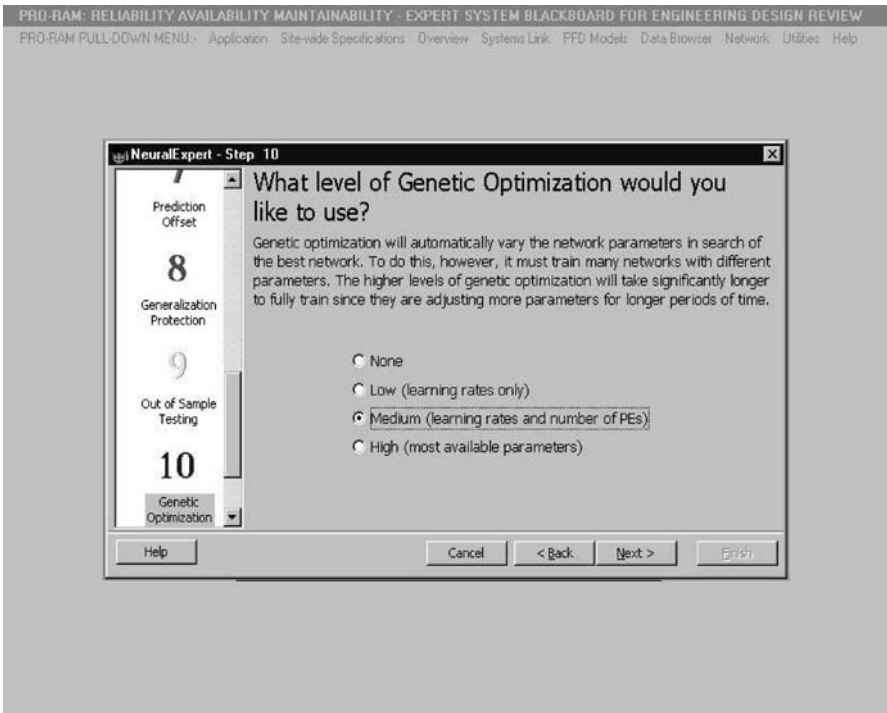 PRO-RAM: RELIABILITY AVAILABILITY MAINTAINABILITY - EXPERT SYSTEM BLACKBOARD FOR ENGINEERING DESIGN REVIEW
PRO-RAM PULL-DOWN MENU:- Application Site-wide Specifications Overview Systems Link PFD Models Data Browser Network Utilities Help
NeuralExpert - Step 10
7
Prediction
Offset
8
Generalization
Protection
9
Out of Sample
Testing
10
Genetic
Optimization
What level of Genetic Optimization would you
like to use?
Genetic optimization will automatically vary the network parameters in search of
the best network. To do this, however, it must train many networks with different
parameters. The higher levels of genetic optimization will take significantly longer
to fully train since they are adjusting more parameters for longer periods of time.
None
Low (learning rates only)
Medium (learning rates and number of PEs)
High (most available parameters)
Help
Cancel
< Back
Next >
Finish